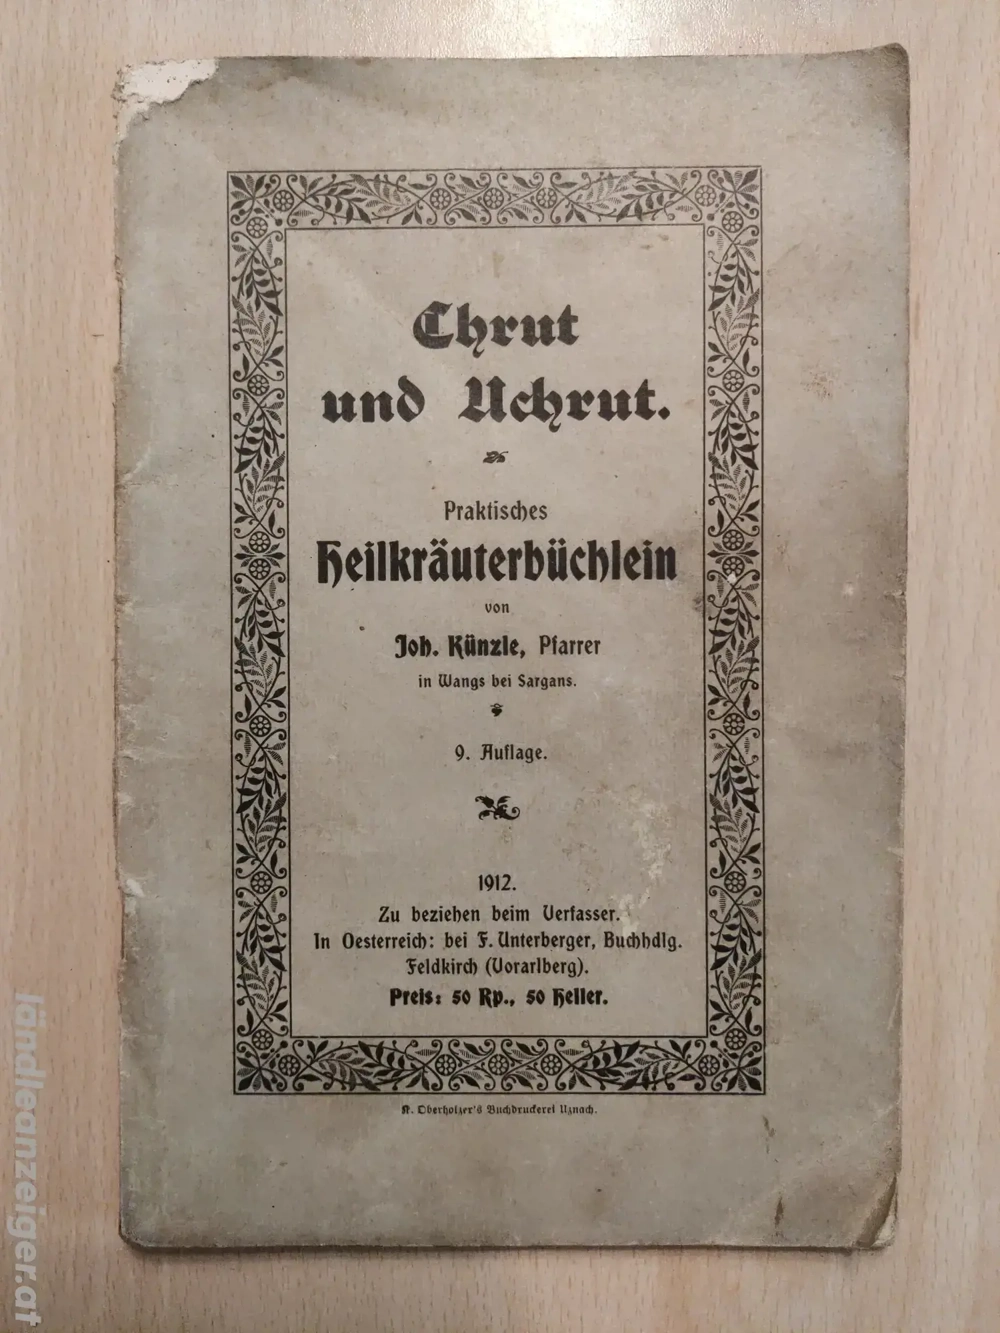 Chrut
und Uchrut.
Praktisches
Heilkräuterbüchlein
von
Joh. Künzle, Pfarrer
in Wangs bei Sargans.
9. Auflage.
1912.
Zu beziehen beim Verfasser.
In Oesterreich: bei F. Unterberger, Buchhdlg.
Feldkirch (Vorarlberg).
Preis: 50 Rp., 50 Heller.
K. Oberholzer's Buchdruckerei Uznach.
ländleanzeiger.at